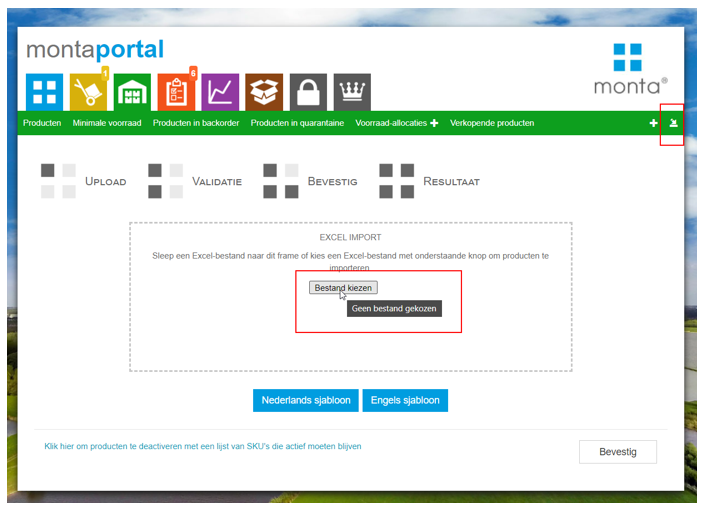 montaportal
monta®
1
6
Producten Minimale voorraad Producten in backorder Producten in quarantaine Voorraad-allocaties Verkopende producten
Upload Validatie Bevestig Resultaat
EXCEL IMPORT
Sleep een Excel-bestand naar dit frame of kies een Excel-bestand met onderstaande knop om producten te
importeren
Bestand kiezen
Geen bestand gekozen
Nederlands sjabloon Engels sjabloon
Klik hier om producten te deactiveren met een lijst van SKU's die actief moeten blijven
Bevestig